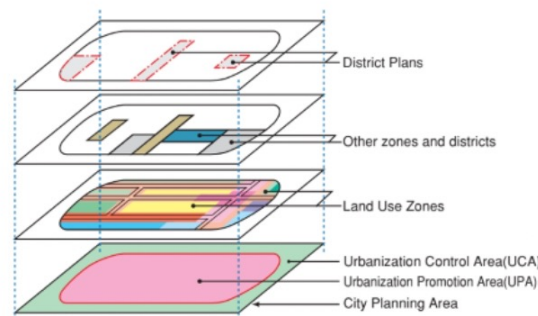 District Plans
Other zones and districts
Land Use Zones
Urbanization Control Area(UCA)
Urbanization Promotion Area(UPA)
City Planning Area